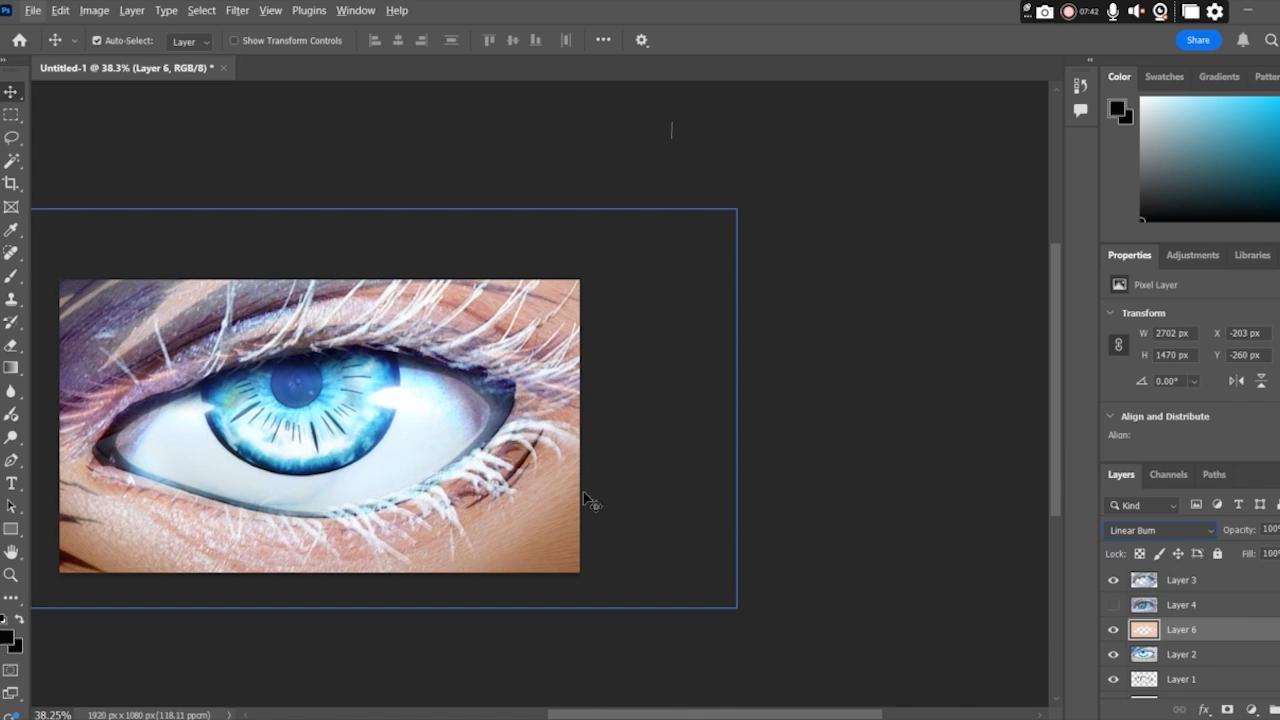 Ps File Edit Image Layer Type Select Filter View Plugins Window Help 07:42
Auto-Select: Layer Show Transform Controls ••• Share
Untitled-1 @ 38.3% (Layer 6, RGB/8) * ×
Color Swatches Gradients
Properties Adjustments Libraries
Pixel Layer
Transform
W 2702 px X -203 px
H 1470 px Y -260 px
0.00°
Align and Distribute
Align:
Layers Channels Paths
Kind
Linear Burn Opacity: 100%
Lock: Fill: 100%
Layer 3
Layer 4
Layer 6
Layer 2
Layer 1
fx
38.25% 1920 px x 1080 px (118.11 ppcm)